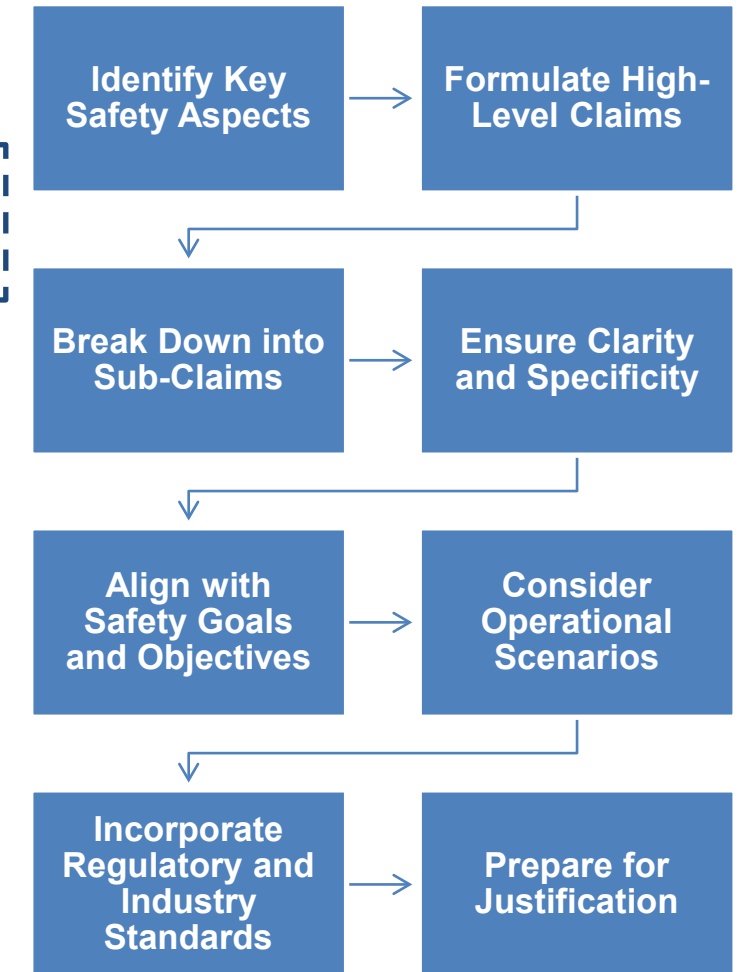 Identify Key
Safety Aspects
Formulate High-
Level Claims
Break Down into
Sub-Claims
Ensure Clarity
and Specificity
Align with
Safety Goals
and Objectives
Consider
Operational
Scenarios
Incorporate
Regulatory and
Industry
Standards
Prepare for
Justification